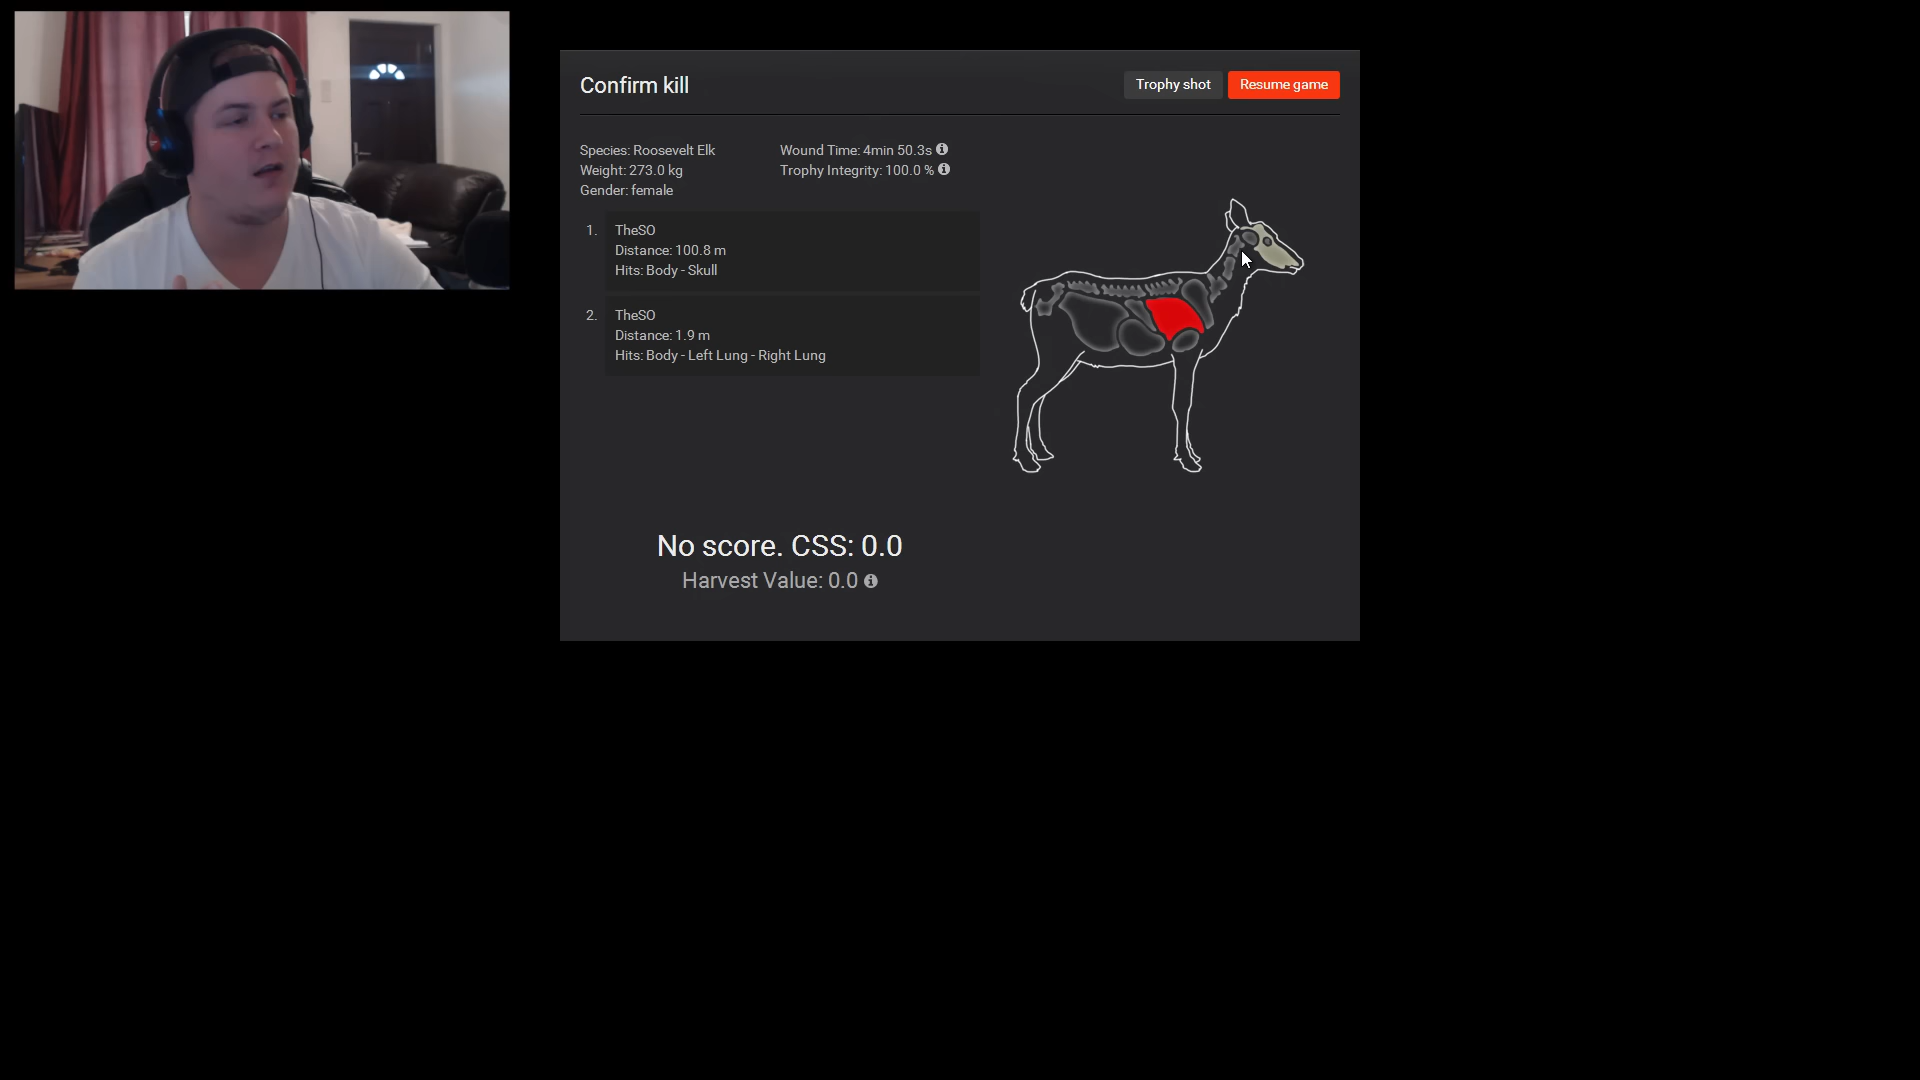 Confirm kill
Trophy shot
Resume game
Species: Roosevelt Elk
Weight: 273.0 kg
Gender: female
Wound Time: 4min 50.3s
Trophy Integrity: 100.0 %
1. TheSO
Distance: 100.8 m
Hits: Body - Skull
2. TheSO
Distance: 1.9 m
Hits: Body - Left Lung - Right Lung
No score. CSS: 0.0
Harvest Value: 0.0